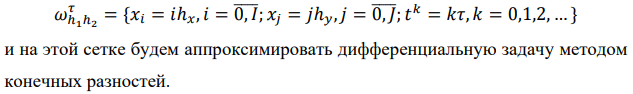 ω^τ_{h₁h₂} = {x_i = ih_x, i = \overline{0, I}; x_j = jh_y, j = \overline{0, J}; t^k = kτ, k = 0,1,2, … }
и на этой сетке будем аппроксимировать дифференциальную задачу методом
конечных разностей.